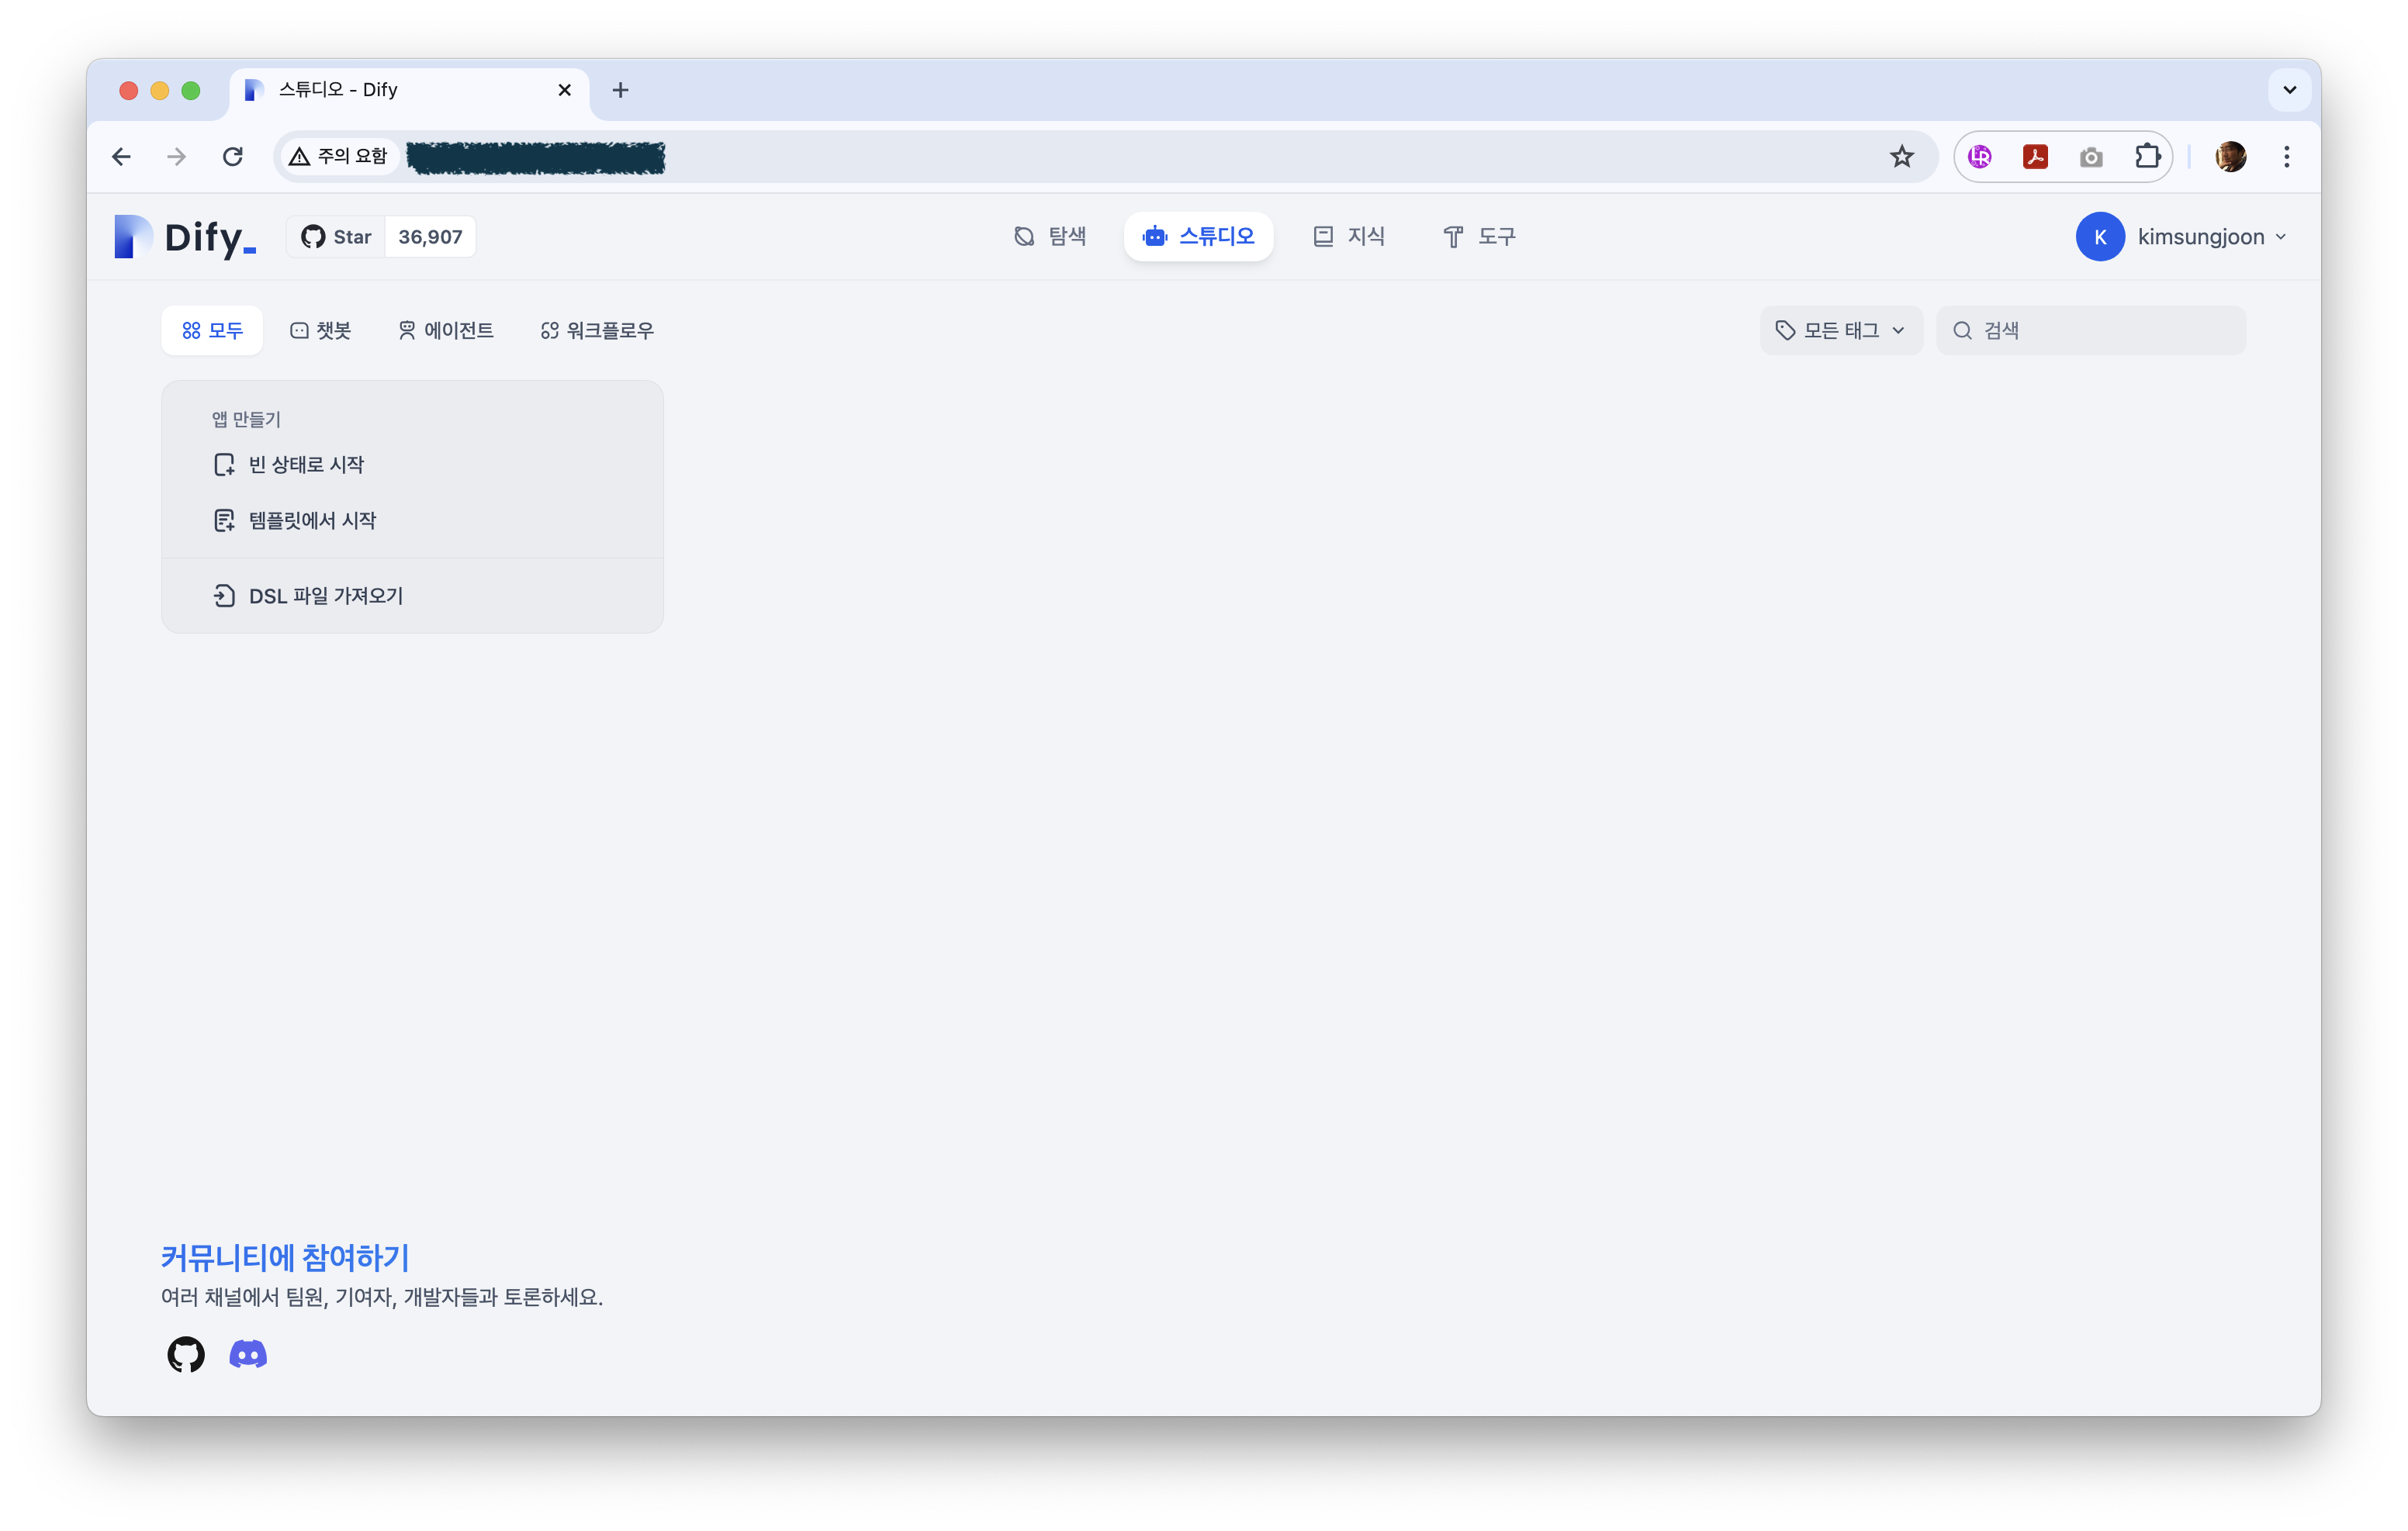 스튜디오 - Dify
주의 요함
Dify_
Star 36,907
탐색 스튜디오 지식 도구
K kimsungjoon
모두 챗봇 에이전트 워크플로우
모든 태그 검색
앱 만들기
빈 상태로 시작
템플릿에서 시작
DSL 파일 가져오기
커뮤니티에 참여하기
여러 채널에서 팀원, 기여자, 개발자들과 토론하세요.